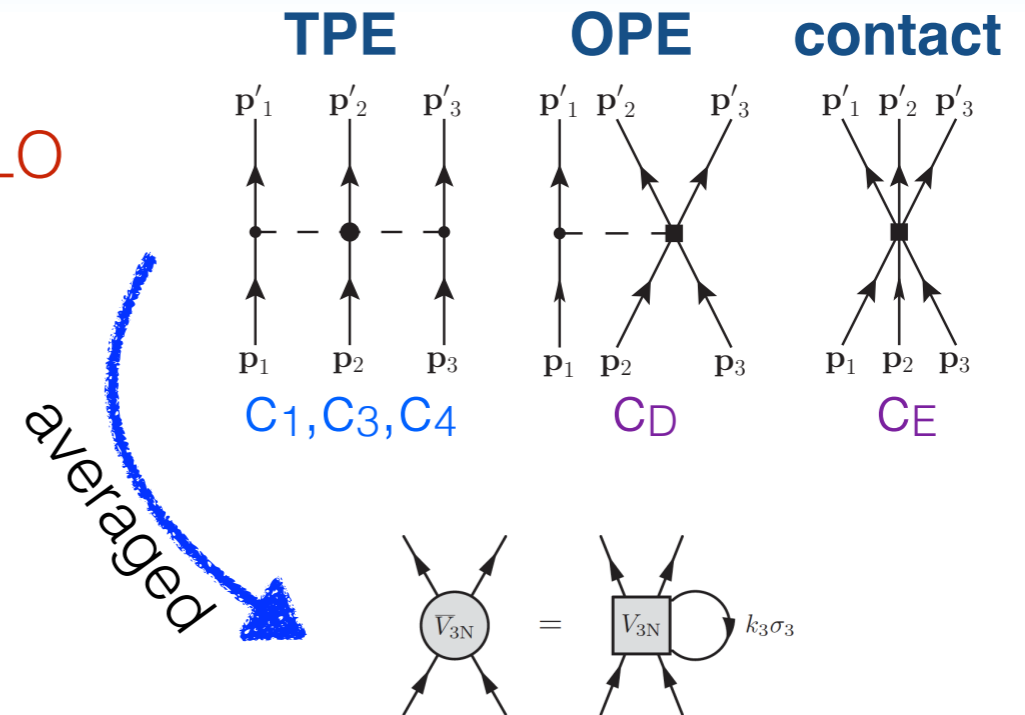 TPE OPE contact
p′1 p′2 p′3 p′1 p′2 p′3 p′1 p′2 p′3
LO
p1 p2 p3 p1 p2 p3 p1 p2 p3
C1,C3,C4 CD CE
averaged
V̅3N = V3N k3σ3